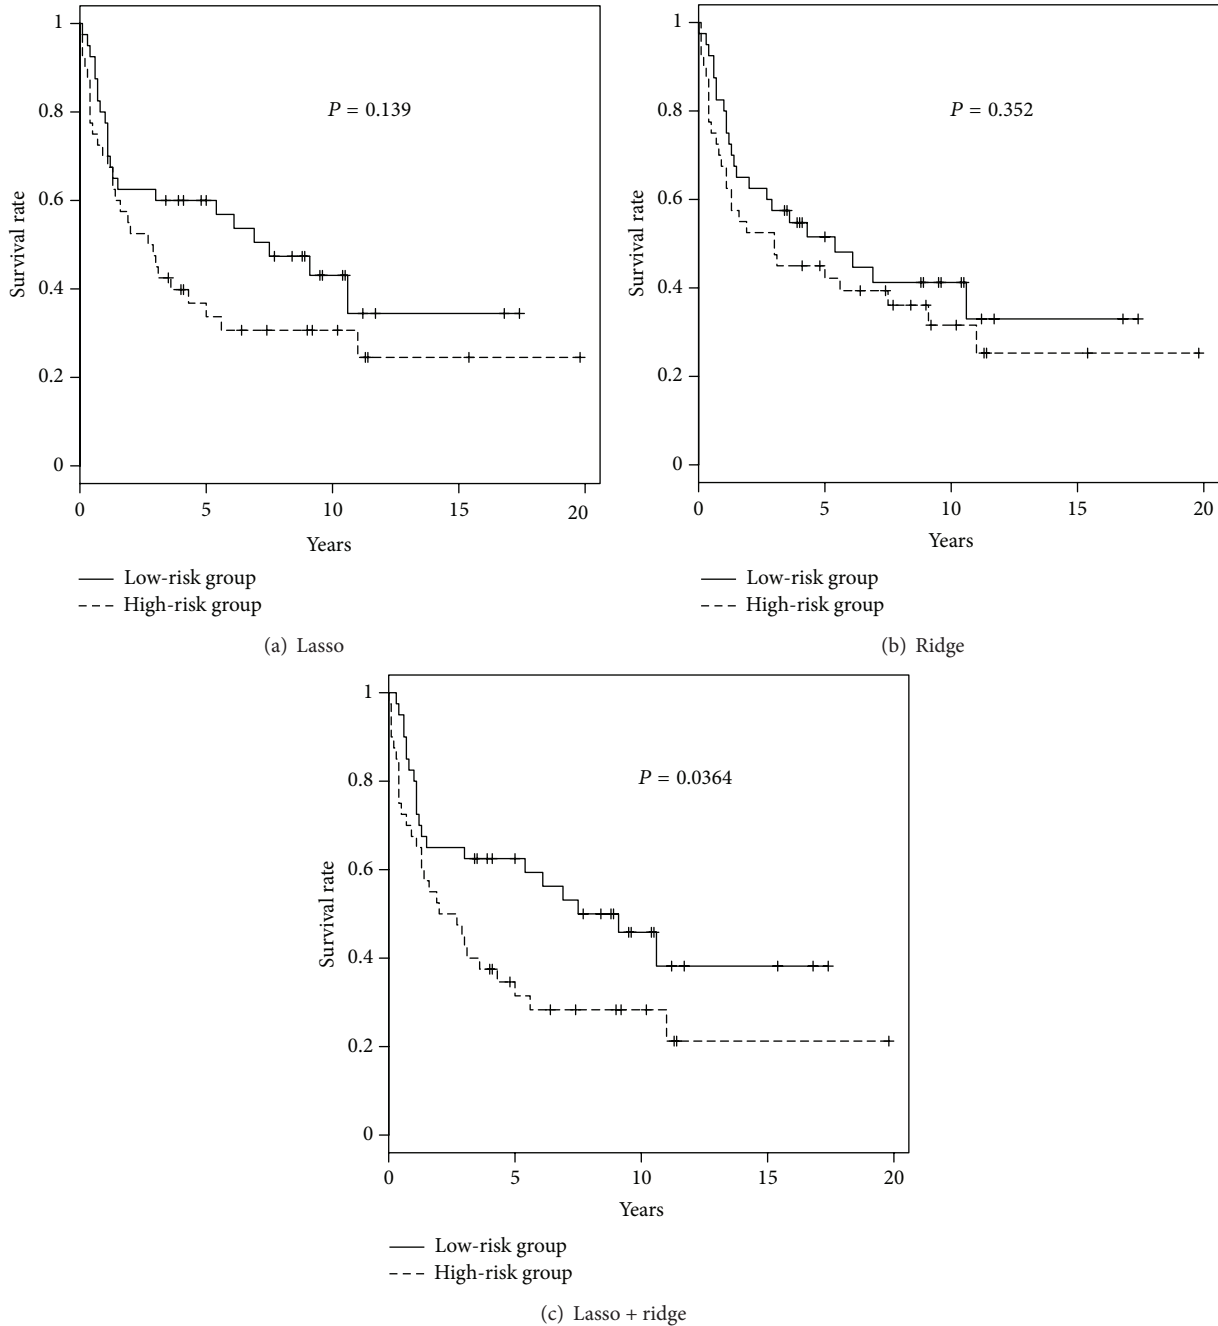 1
0.8
0.6
0.4
0.2
0
Survival rate
P = 0.139
0 5 10 15 20
Years
Low-risk group
High-risk group
(a) Lasso
1
0.8
0.6
0.4
0.2
0
Survival rate
P = 0.352
0 5 10 15 20
Years
Low-risk group
High-risk group
(b) Ridge
1
0.8
0.6
0.4
0.2
0
Survival rate
P = 0.0364
0 5 10 15 20
Years
Low-risk group
High-risk group
(c) Lasso + ridge